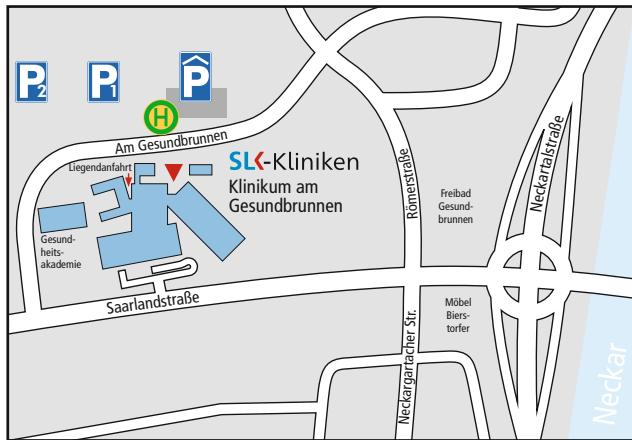 P2
P1
P
H
Am Gesundbrunnen
Liegendanfahrt
SLK-Kliniken
Klinikum am
Gesundbrunnen
Gesund-
heits-
akademie
Saarlandstraße
Römerstraße
Freibad
Gesund-
brunnen
Neckartalstraße
Möbel
Biers-
torfer
Neckargartacher Str.
Neckar